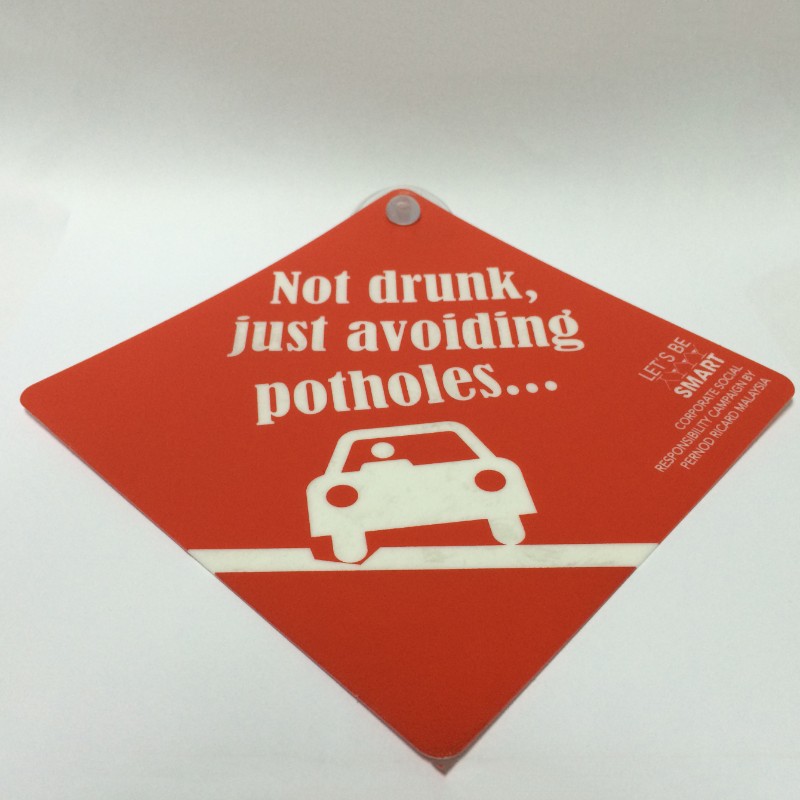 Not drunk,
just avoiding
potholes...
LET'S BE
SMART
CORPORATE SOCIAL
RESPONSIBILITY CAMPAIGN BY
PERNOD RICARD MALAYSIA